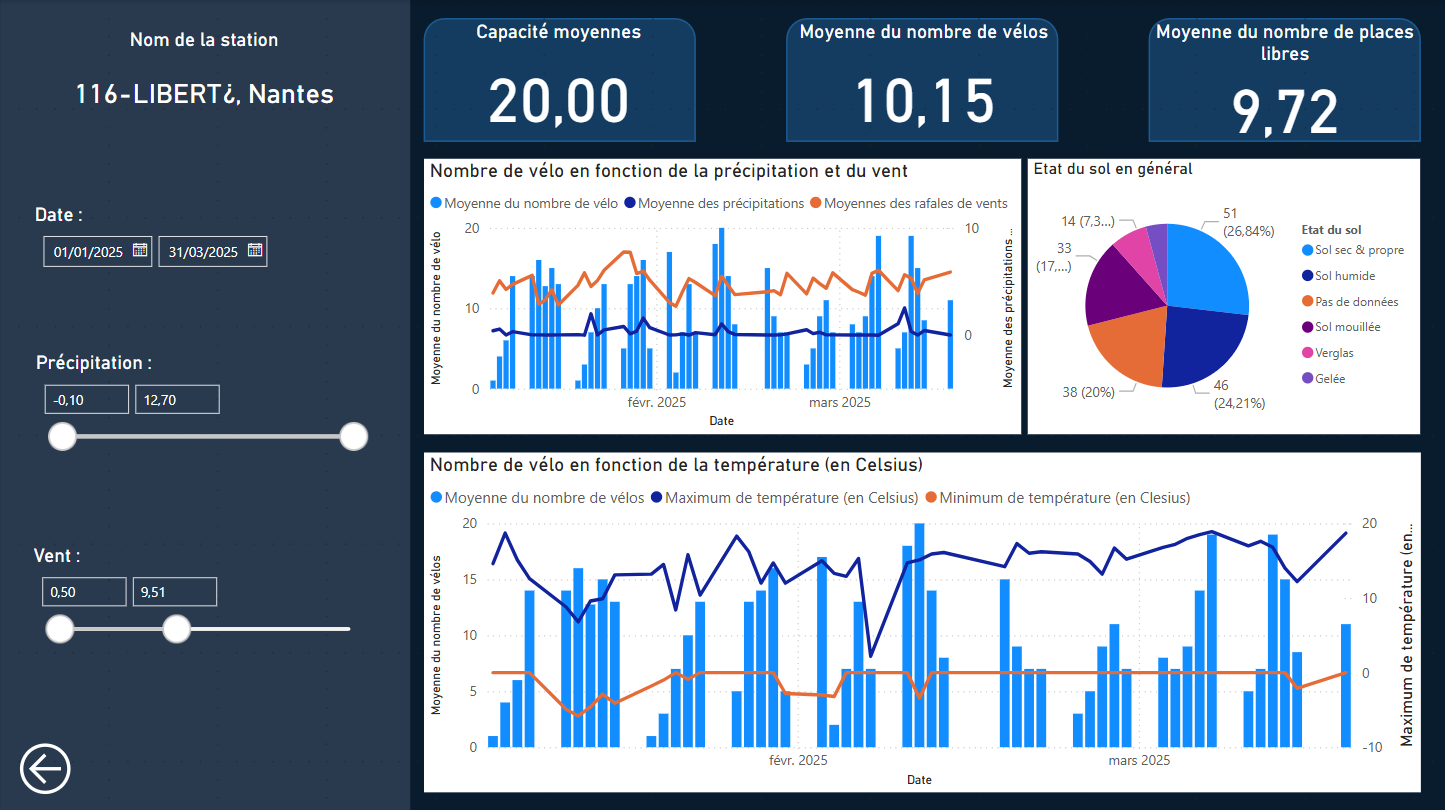 Nom de la station
116-LIBERT¿, Nantes
Date :
01/01/2025
31/03/2025
Précipitation :
-0,10
12,70
Vent :
0,50
9,51
Capacité moyennes
20,00
Moyenne du nombre de vélos
10,15
Moyenne du nombre de places
libres
9,72
Nombre de vélo en fonction de la précipitation et du vent
Moyenne du nombre de vélo
Moyenne des précipitations
Moyennes des rafales de vents
Moyenne du nombre de vélo
20
10
0
10
0
Moyenne des précipitations ...
févr. 2025
mars 2025
Date
Etat du sol en général
51
(26,84%)
46
(24,21%)
38 (20%)
33
(17,...)
14 (7,3...)
Etat du sol
Sol sec & propre
Sol humide
Pas de données
Sol mouillée
Verglas
Gelée
Nombre de vélo en fonction de la température (en Celsius)
Moyenne du nombre de vélos
Maximum de température (en Celsius)
Minimum de température (en Clesius)
Moyenne du nombre de vélos
20
15
10
5
0
20
10
0
-10
Maximum de température (en...
févr. 2025
mars 2025
Date